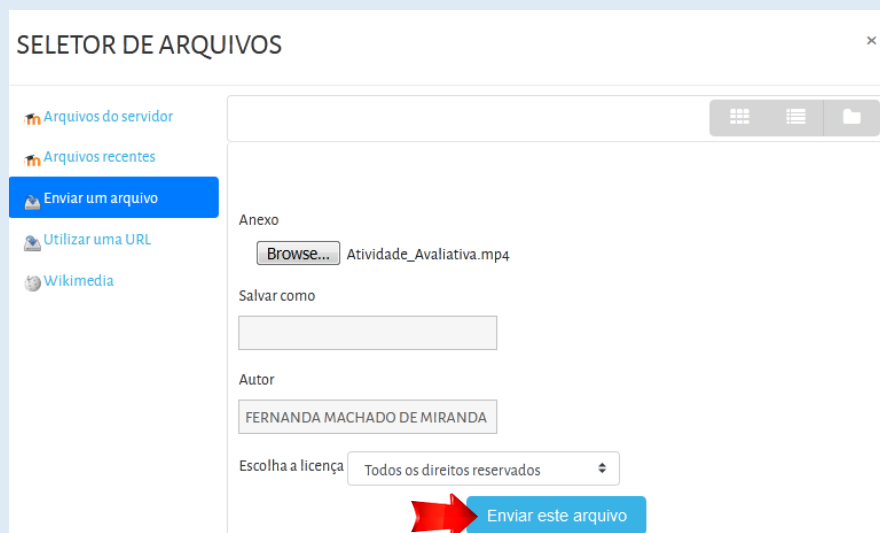 SELETOR DE ARQUIVOS
×
Arquivos do servidor
Arquivos recentes
Enviar um arquivo
Utilizar uma URL
Wikimedia
Anexo
Browse... Atividade_Avaliativa.mp4
Salvar como
Autor
FERNANDA MACHADO DE MIRANDA
Escolha a licença Todos os direitos reservados
Enviar este arquivo